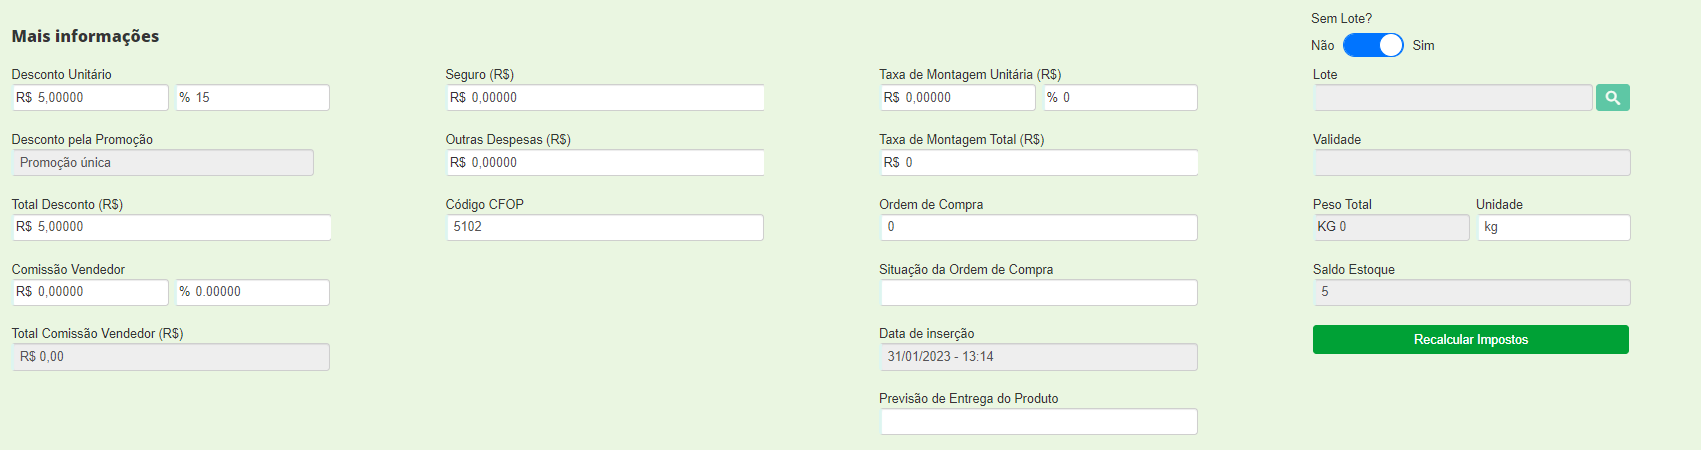 Mais informações
Sem Lote?
Não Sim
Desconto Unitário Seguro (R$) Taxa de Montagem Unitária (R$) Lote
R$ 5,00000 % 15 R$ 0,00000 R$ 0,00000 % 0
Desconto pela Promoção Outras Despesas (R$) Taxa de Montagem Total (R$) Validade
Promoção única R$ 0,00000 R$ 0
Total Desconto (R$) Código CFOP Ordem de Compra Peso Total Unidade
R$ 5,00000 5102 0 KG 0 kg
Comissão Vendedor Situação da Ordem de Compra Saldo Estoque
R$ 0,00000 % 0.00000 5
Total Comissão Vendedor (R$) Data de inserção Recalcular Impostos
R$ 0,00 31/01/2023 - 13:14
Previsão de Entrega do Produto